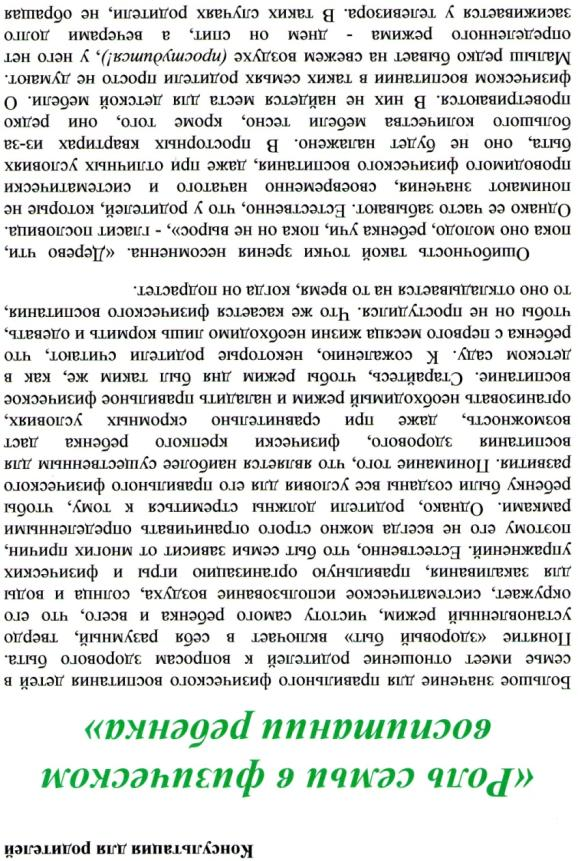 Консультация для родителей
«Роль семьи в физическом
воспитании ребенка»
Большое значение для правильного физического воспитания детей в
семье имеет отношение родителей к вопросам здорового быта.
Понятие «здоровый быт» включает в себя разумный, твердо
установленный режим, чистоту самого ребенка и всего, что его
окружает, систематическое использование воздуха, солнца и воды
для закаливания, правильную организацию игры и физических
упражнений. Естественно, что быт семьи зависит от многих причин,
поэтому его не всегда можно строго ограничивать определенными
рамками. Однако, родители должны стремиться к тому, чтобы
ребенку были созданы все условия для его правильного физического
развития. Понимание того, что является наиболее существенным для
воспитания здорового, физически крепкого ребенка даст
возможность, даже при сравнительно скромных условиях,
организовать необходимый режим и наладить правильное физическое
воспитание. Старайтесь, чтобы режим дня был таким же, как в
детском саду. К сожалению, некоторые родители считают, что
ребенка с первого месяца жизни необходимо лишь кормить и одевать,
чтобы он не простудился. Что же касается физического воспитания,
то оно откладывается на то время, когда он подрастет.
Ошибочность такой точки зрения несомненна. «Дерево чти,
пока оно молодо, ребенка учи, пока он не вырос», - гласит пословица.
Однако ее часто забывают. Естественно, что у родителей, которые не
понимают значения, своевременно начатого и систематически
проводимого физического воспитания, даже при отличных условиях
быта, оно не будет налажено. В просторных квартирах из-за
большого количества мебели тесно, кроме того, они редко
проветриваются. В них не найдется места для детской мебели. О
физическом воспитании в таких семьях родители просто не думают.
Малыш редко бывает на свежем воздухе (простудится!), у него нет
определенного режима - днем он спит, а вечерами долго
засиживается у телевизора. В таких случаях родители, не обращая